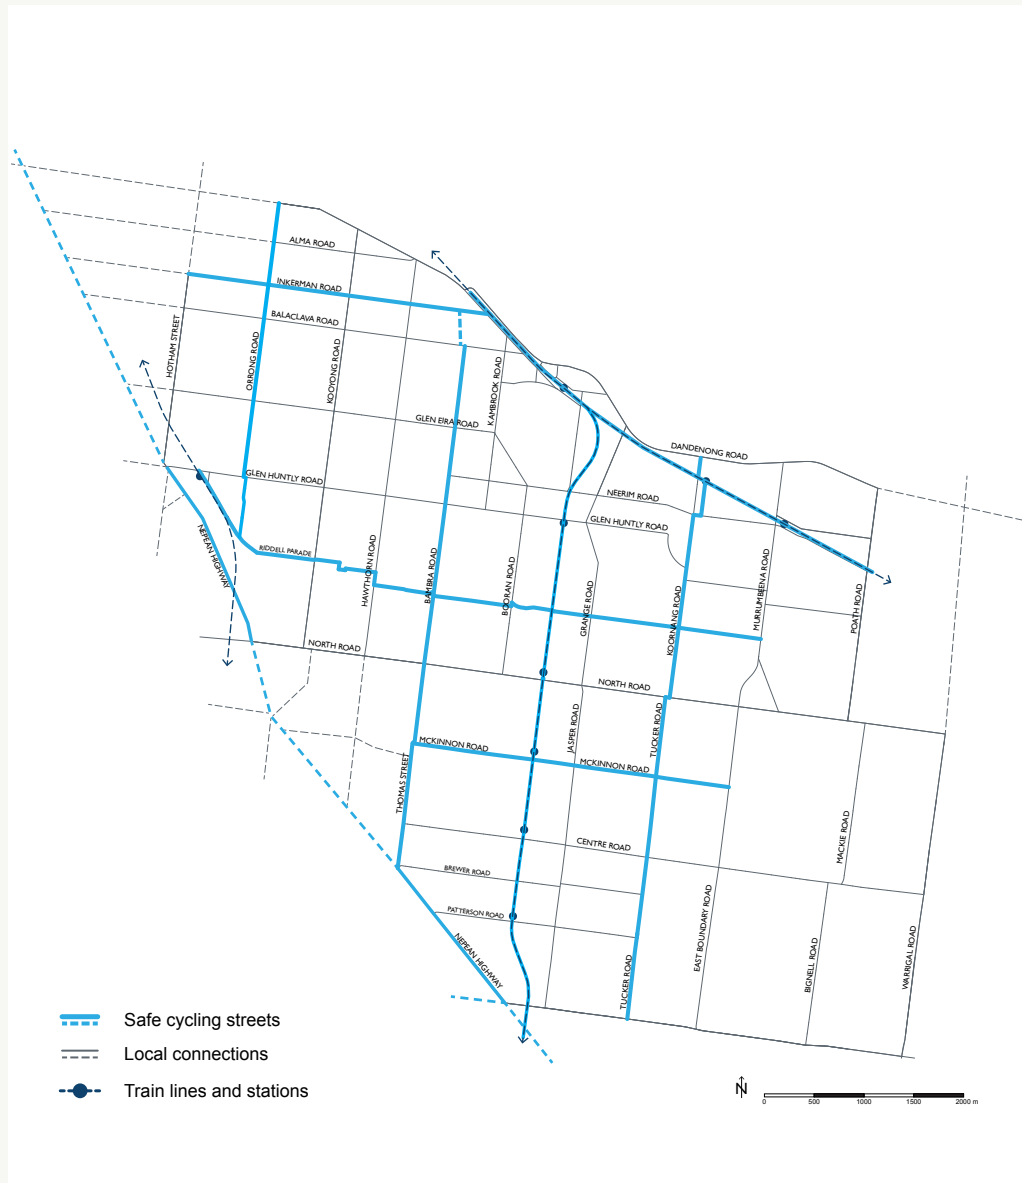 ALMA ROAD
INKERMAN ROAD
BALACLAVA ROAD
HOTHAM STREET
ORRONG ROAD
KOOYONG ROAD
KAMBROOK ROAD
GLEN EIRA ROAD
DANDENONG ROAD
GLEN HUNTLY ROAD
NEERIM ROAD
GLEN HUNTLY ROAD
NEPEAN HIGHWAY
RIDDELL PARADE
HAWTHORN ROAD
BAMBRA ROAD
BOORAN ROAD
GRANGE ROAD
KOORNANG ROAD
MURRUMBEENA ROAD
POATH ROAD
NORTH ROAD
NORTH ROAD
JASPER ROAD
TUCKER ROAD
MCKINNON ROAD
MCKINNON ROAD
THOMAS STREET
CENTRE ROAD
MACKIE ROAD
BREWER ROAD
PATTERSON ROAD
NEPEAN HIGHWAY
EAST BOUNDARY ROAD
BIGNELL ROAD
WARRIGAL ROAD
TUCKER ROAD
Safe cycling streets
Local connections
Train lines and stations
N
0 500 1000 1500 2000 m